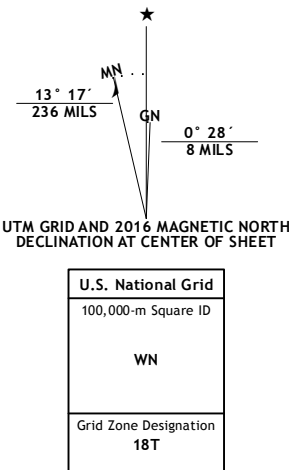 ★
MN
GN
13° 17´
236 MILS
0° 28´
8 MILS
UTM GRID AND 2016 MAGNETIC NORTH
DECLINATION AT CENTER OF SHEET
U.S. National Grid
100,000-m Square ID
WN
Grid Zone Designation
18T